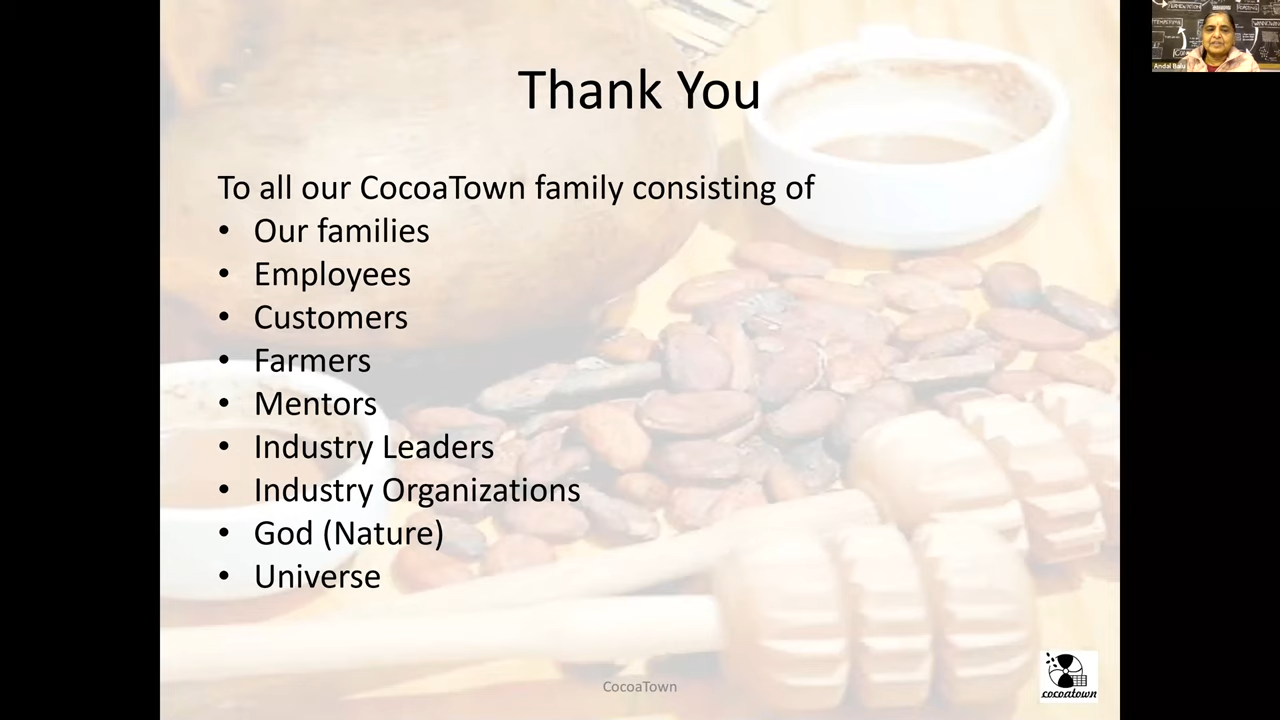 Thank You
To all our CocoaTown family consisting of
• Our families
• Employees
• Customers
• Farmers
• Mentors
• Industry Leaders
• Industry Organizations
• God (Nature)
• Universe
CocoaTown
cocoatown
Andal Balu